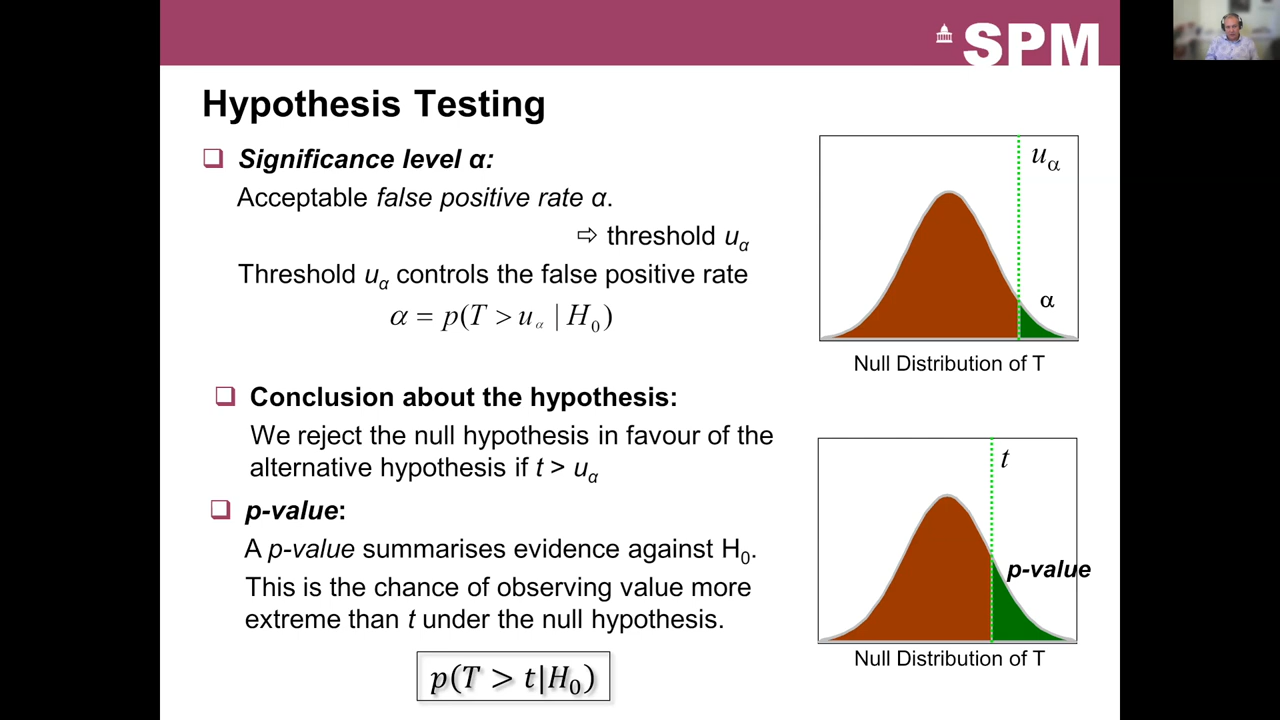 SPM
Hypothesis Testing
❑ Significance level α:
Acceptable false positive rate α.
⇨ threshold uα
Threshold uα controls the false positive rate
α = p(T > uα | H0)
❑ Conclusion about the hypothesis:
We reject the null hypothesis in favour of the
alternative hypothesis if t > uα
❑ p-value:
A p-value summarises evidence against H0.
This is the chance of observing value more
extreme than t under the null hypothesis.
p(T > t|H0)
uα
α
Null Distribution of T
t
p-value
Null Distribution of T